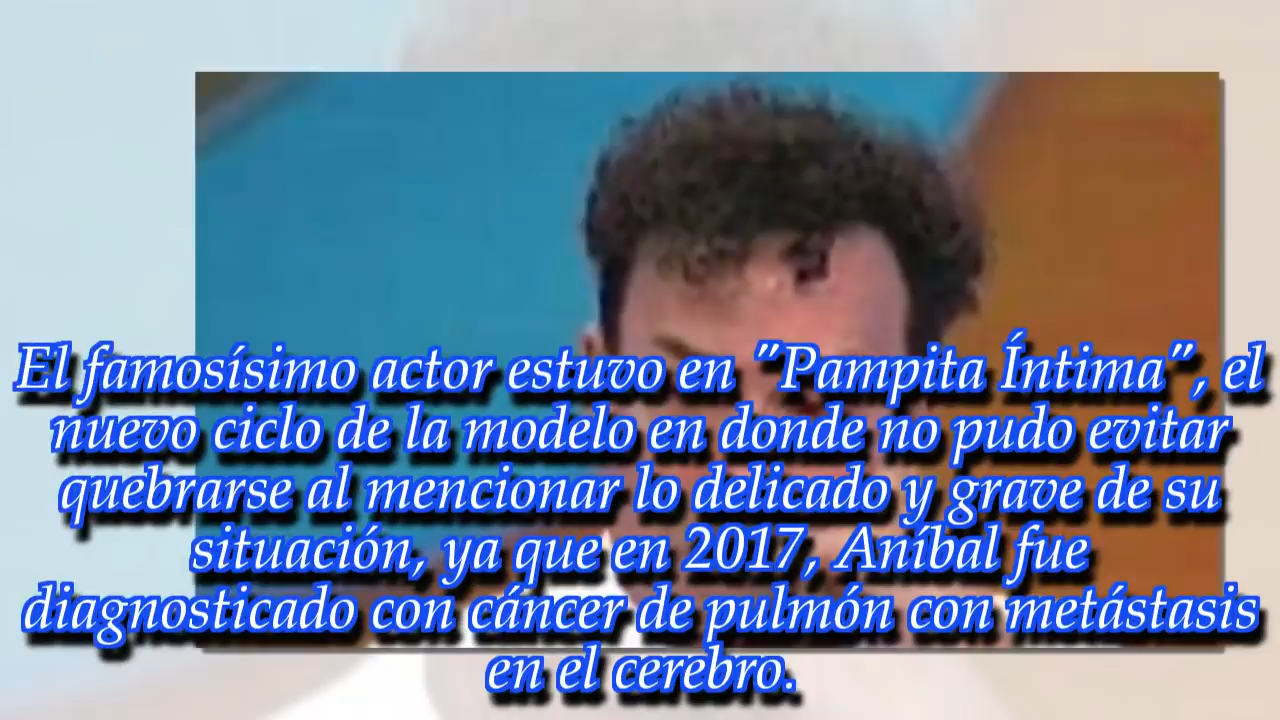 El famosísimo actor estuvo en "Pampita Íntima", el
nuevo ciclo de la modelo en donde no pudo evitar
quebrarse al mencionar lo delicado y grave de su
situación, ya que en 2017, Aníbal fue
diagnosticado con cáncer de pulmón con metástasis
en el cerebro.